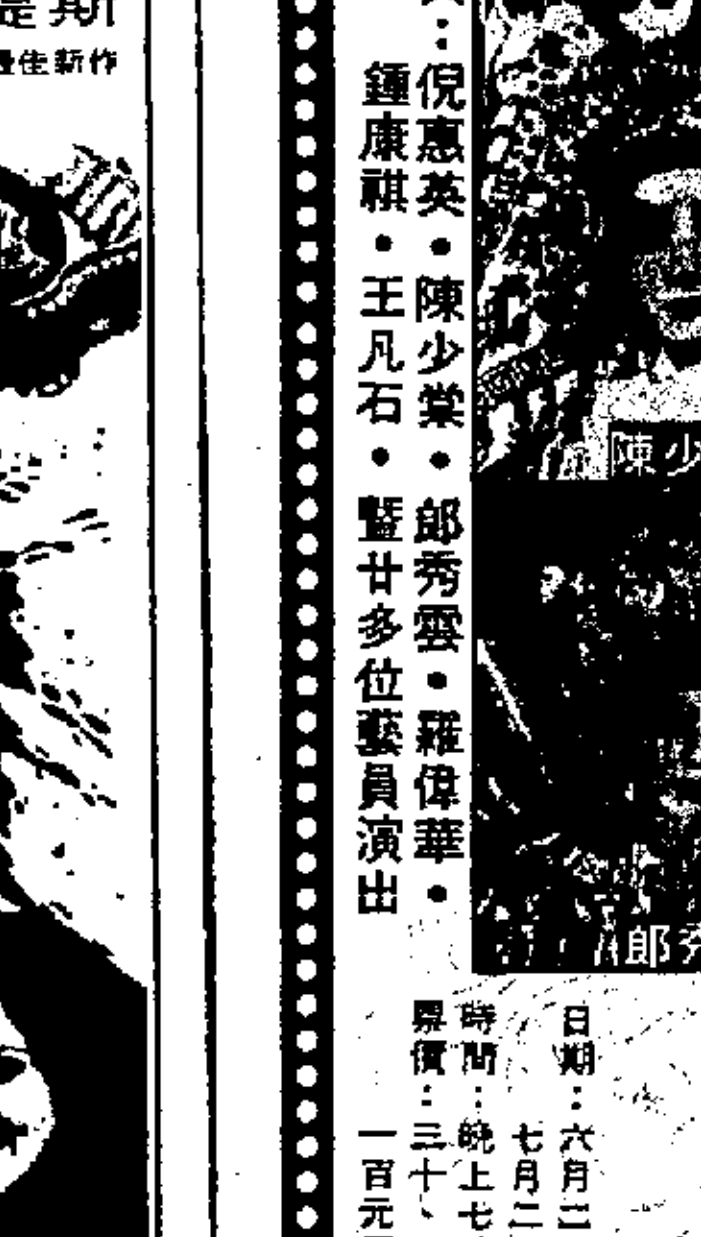 倪惠英・陳少棠・郎秀雲・羅偉華・
鍾康祺・王凡石・暨廿多位藝員演出
陳少
郎秀
日期：六月
七月二
時間：晚上七
票價：三十、
一百元
斯
最佳新作